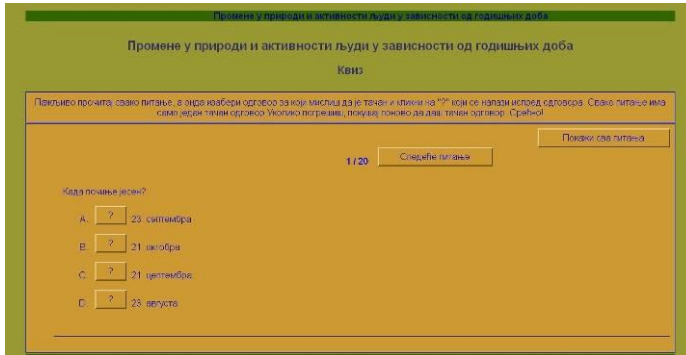 Промене у природи и активности људи у зависности од годишњих доба
Промене у природи и активности људи у зависности од годишњих доба
Квиз
Пажљиво прочитај свако питање, а онда изабери одговор за који мислиш да је тачан и кликни на "?" који се налази испред одговора. Свако питање има
само један тачан одговор. Уколико погрешиш, покушај поново да даш тачан одговор. Срећно!
Покажи сва питања
1 / 20 Следеће питање
Када почиње јесен?
A. ? 23. септембра
B. ? 21. октобра
C. ? 21. септембра
D. ? 23. августа